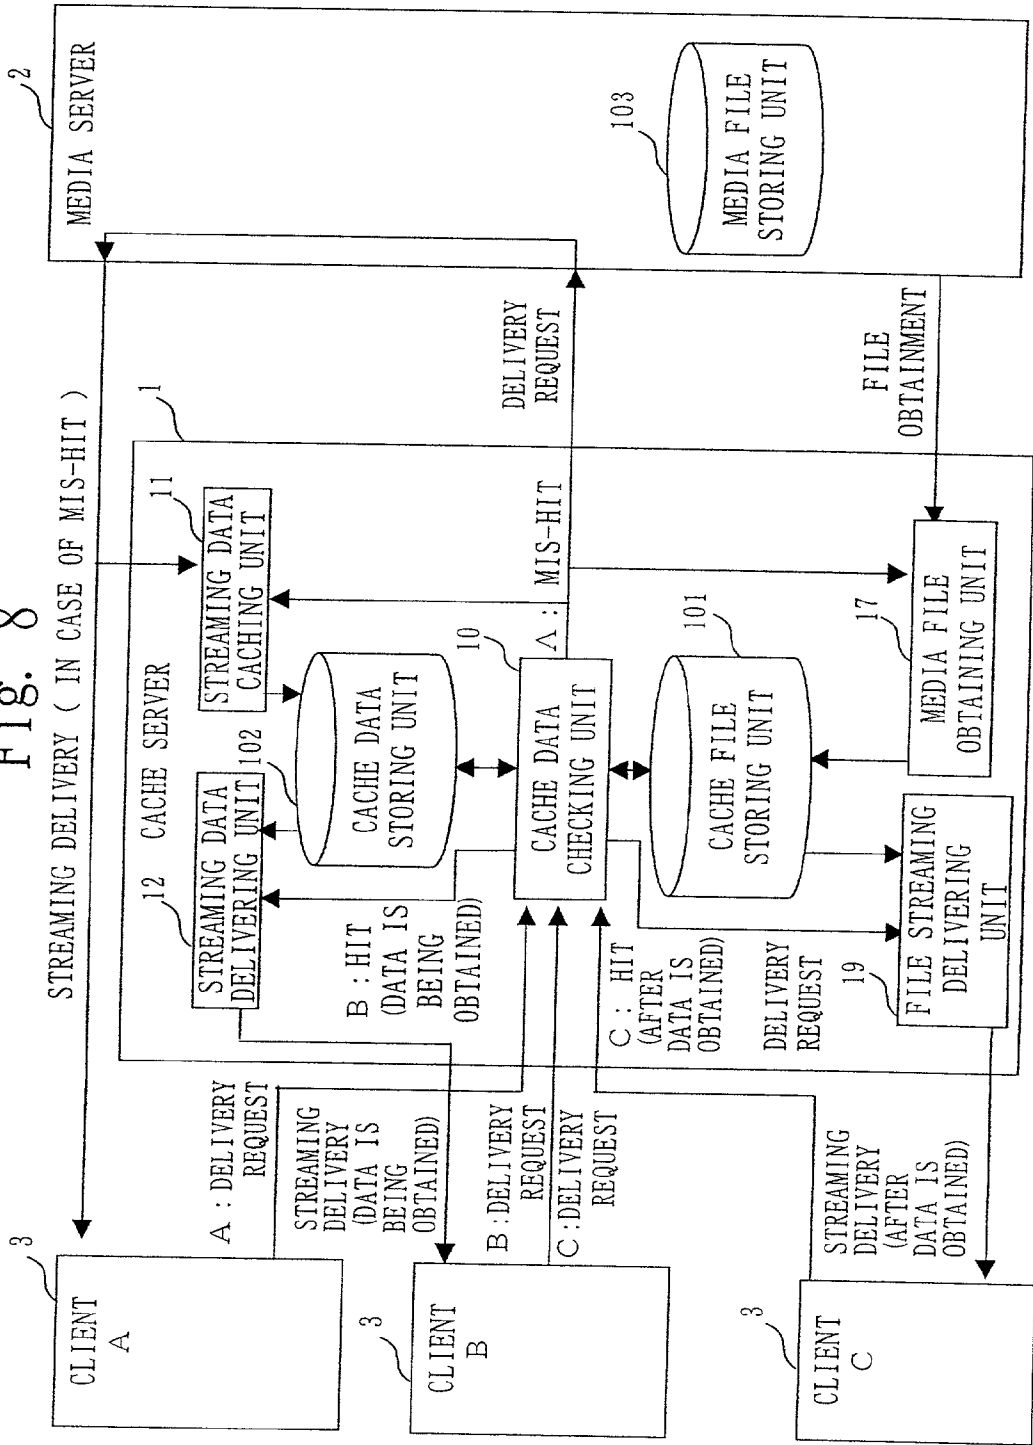 Fig. 8
STREAMING DELIVERY ( IN CASE OF MIS-HIT )
3
CLIENT
A
A : DELIVERY
REQUEST
STREAMING
DELIVERY
(DATA IS
BEING
OBTAINED)
3
CLIENT
B
B :DELIVERY
REQUEST
C :DELIVERY
REQUEST
3
CLIENT
C
STREAMING
DELIVERY
(AFTER
DATA IS
OBTAINED)
1
CACHE SERVER
12
STREAMING DATA
DELIVERING UNIT
11
STREAMING DATA
CACHING UNIT
102
CACHE DATA
STORING UNIT
B : HIT
(DATA IS
BEING
OBTAINED)
10
CACHE DATA
CHECKING UNIT
A : MIS-HIT
C : HIT
(AFTER
DATA IS
OBTAINED)
DELIVERY
REQUEST
101
CACHE FILE
STORING UNIT
19
FILE STREAMING
DELIVERING
UNIT
17
MEDIA FILE
OBTAINING UNIT
DELIVERY
REQUEST
FILE
OBTAINMENT
2
MEDIA SERVER
103
MEDIA FILE
STORING UNIT